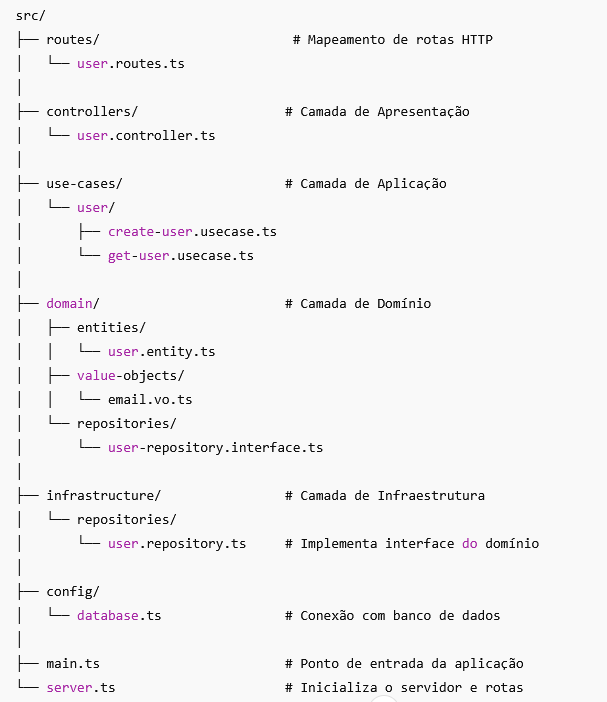 src/
├── routes/                         # Mapeamento de rotas HTTP
│   └── user.routes.ts
│
├── controllers/                   # Camada de Apresentação
│   └── user.controller.ts
│
├── use-cases/                     # Camada de Aplicação
│   └── user/
│       ├── create-user.usecase.ts
│       └── get-user.usecase.ts
│
├── domain/                        # Camada de Domínio
│   ├── entities/
│   │   └── user.entity.ts
│   ├── value-objects/
│   │   └── email.vo.ts
│   └── repositories/
│       └── user-repository.interface.ts
│
├── infrastructure/                # Camada de Infraestrutura
│   └── repositories/
│       └── user.repository.ts     # Implementa interface do domínio
│
├── config/
│   └── database.ts                # Conexão com banco de dados
│
├── main.ts                        # Ponto de entrada da aplicação
└── server.ts                      # Inicializa o servidor e rotas